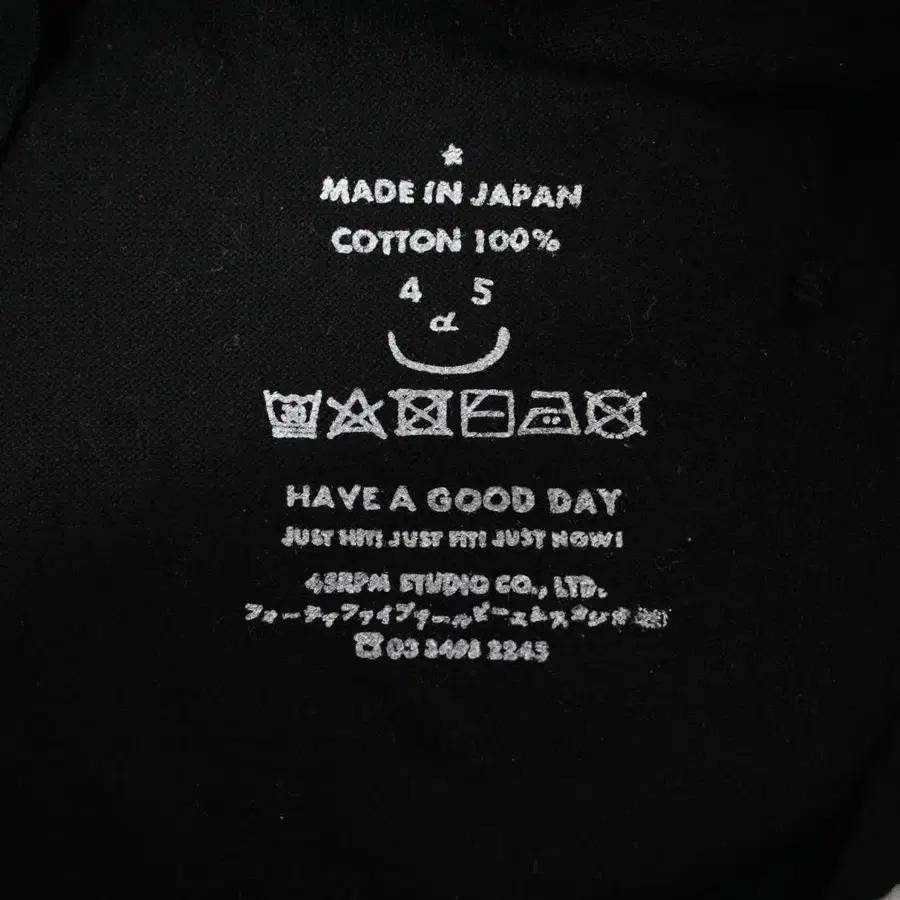 MADE IN JAPAN
COTTON 100%
4 5
d
30
HAVE A GOOD DAY
JUST HIT! JUST FIT! JUST NOW!
45RPM STUDIO CO., LTD.
フォーティファイブアールピーエムスタジオ
☎03